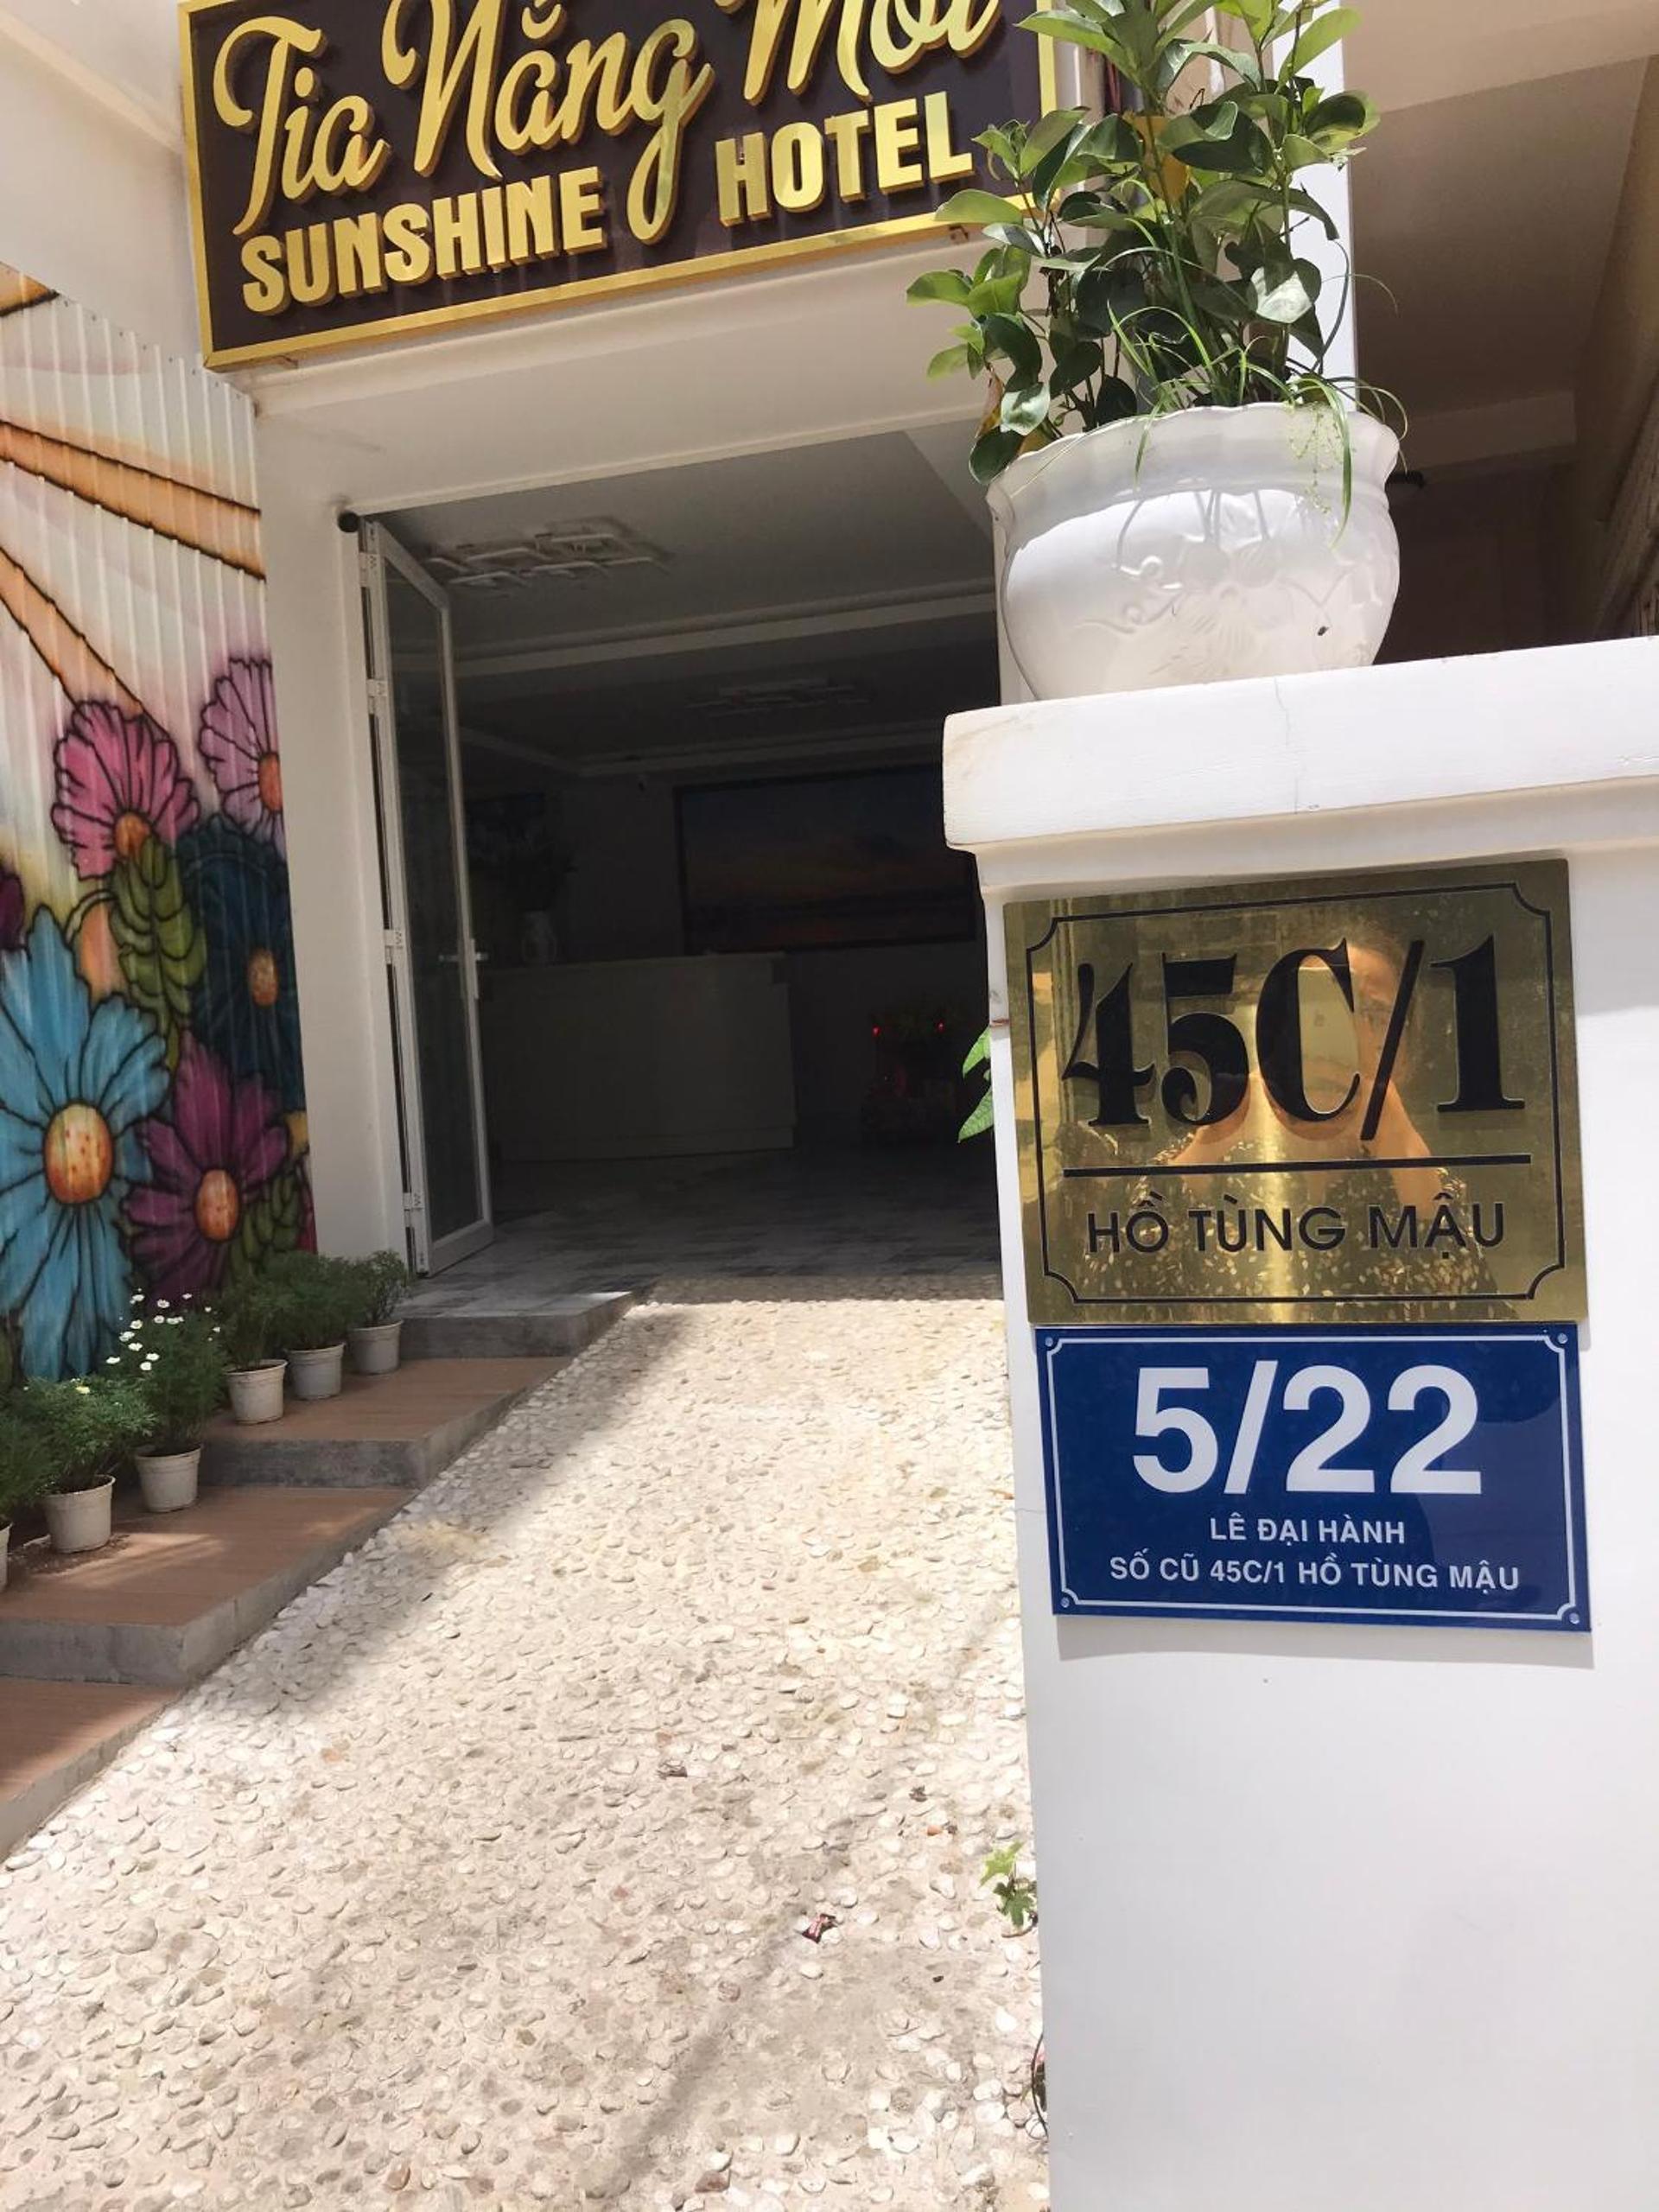 Tia Nắng Mới
SUNSHINE HOTEL
45C/1
HỒ TÙNG MẬU
5/22
LÊ ĐẠI HÀNH
SỐ CŨ 45C/1 HỒ TÙNG MẬU